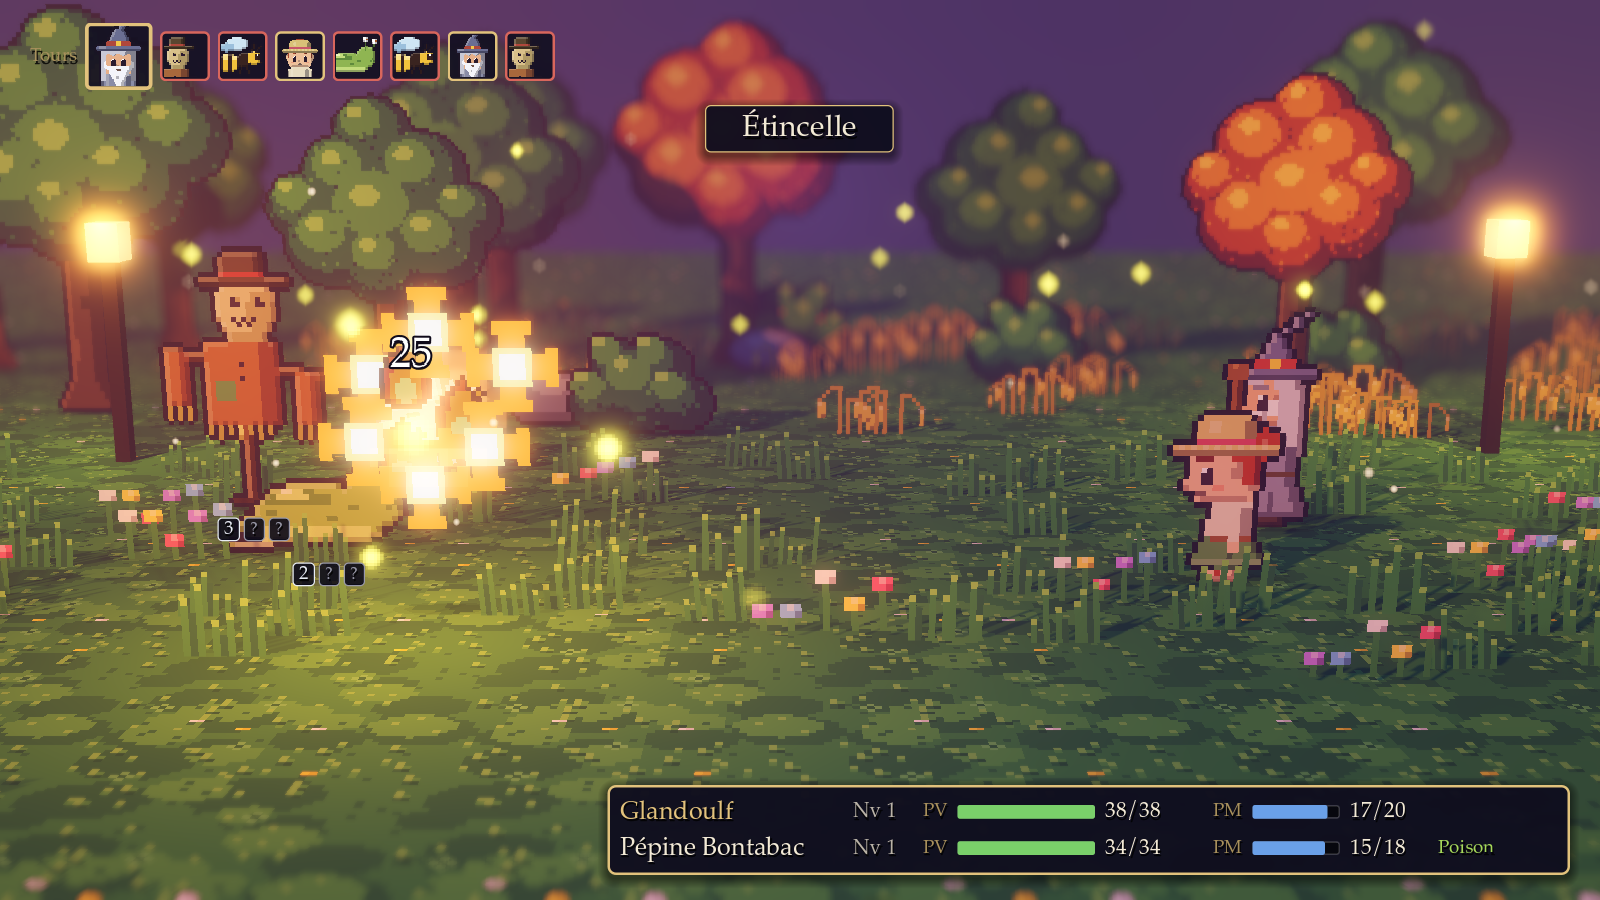 Tours
Étincelle
25
3 ? ?
2 ? ?
Glandoulf Nv 1 PV 38/38 PM 17/20
Pépine Bontabac Nv 1 PV 34/34 PM 15/18 Poison